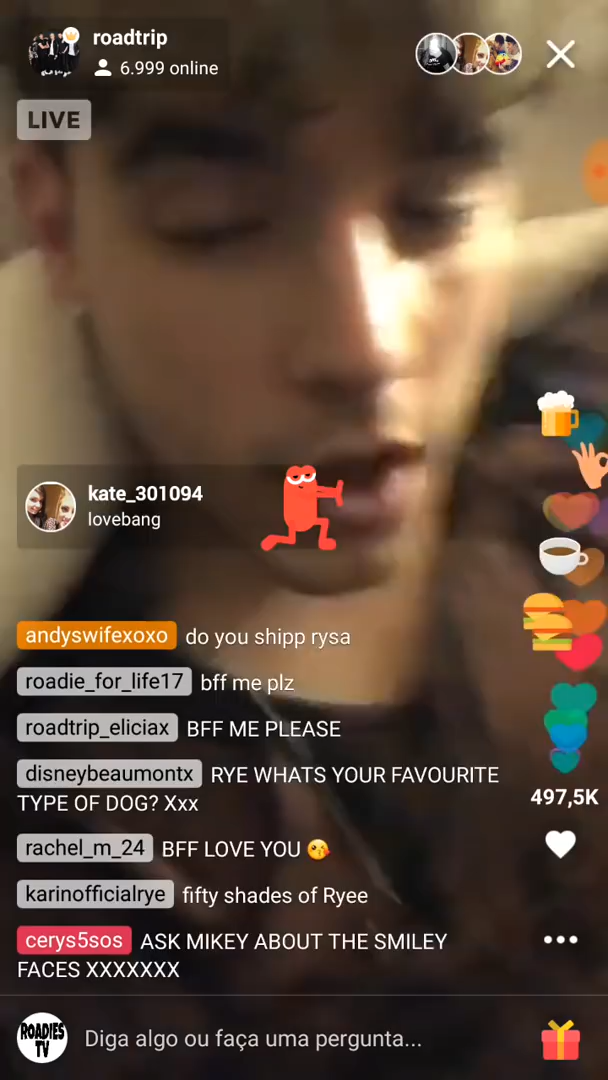 roadtrip
6.999 online
LIVE
kate_301094
lovebang
andyswifexoxo do you shipp rysa
roadie_for_life17 bff me plz
roadtrip_eliciax BFF ME PLEASE
disneybeaumontx RYE WHATS YOUR FAVOURITE
TYPE OF DOG? Xxx
497,5K
rachel_m_24 BFF LOVE YOU 😘
karinofficialrye fifty shades of Ryee
cerys5sos ASK MIKEY ABOUT THE SMILEY
FACES XXXXXXX
ROADIES
TV
Diga algo ou faça uma pergunta...